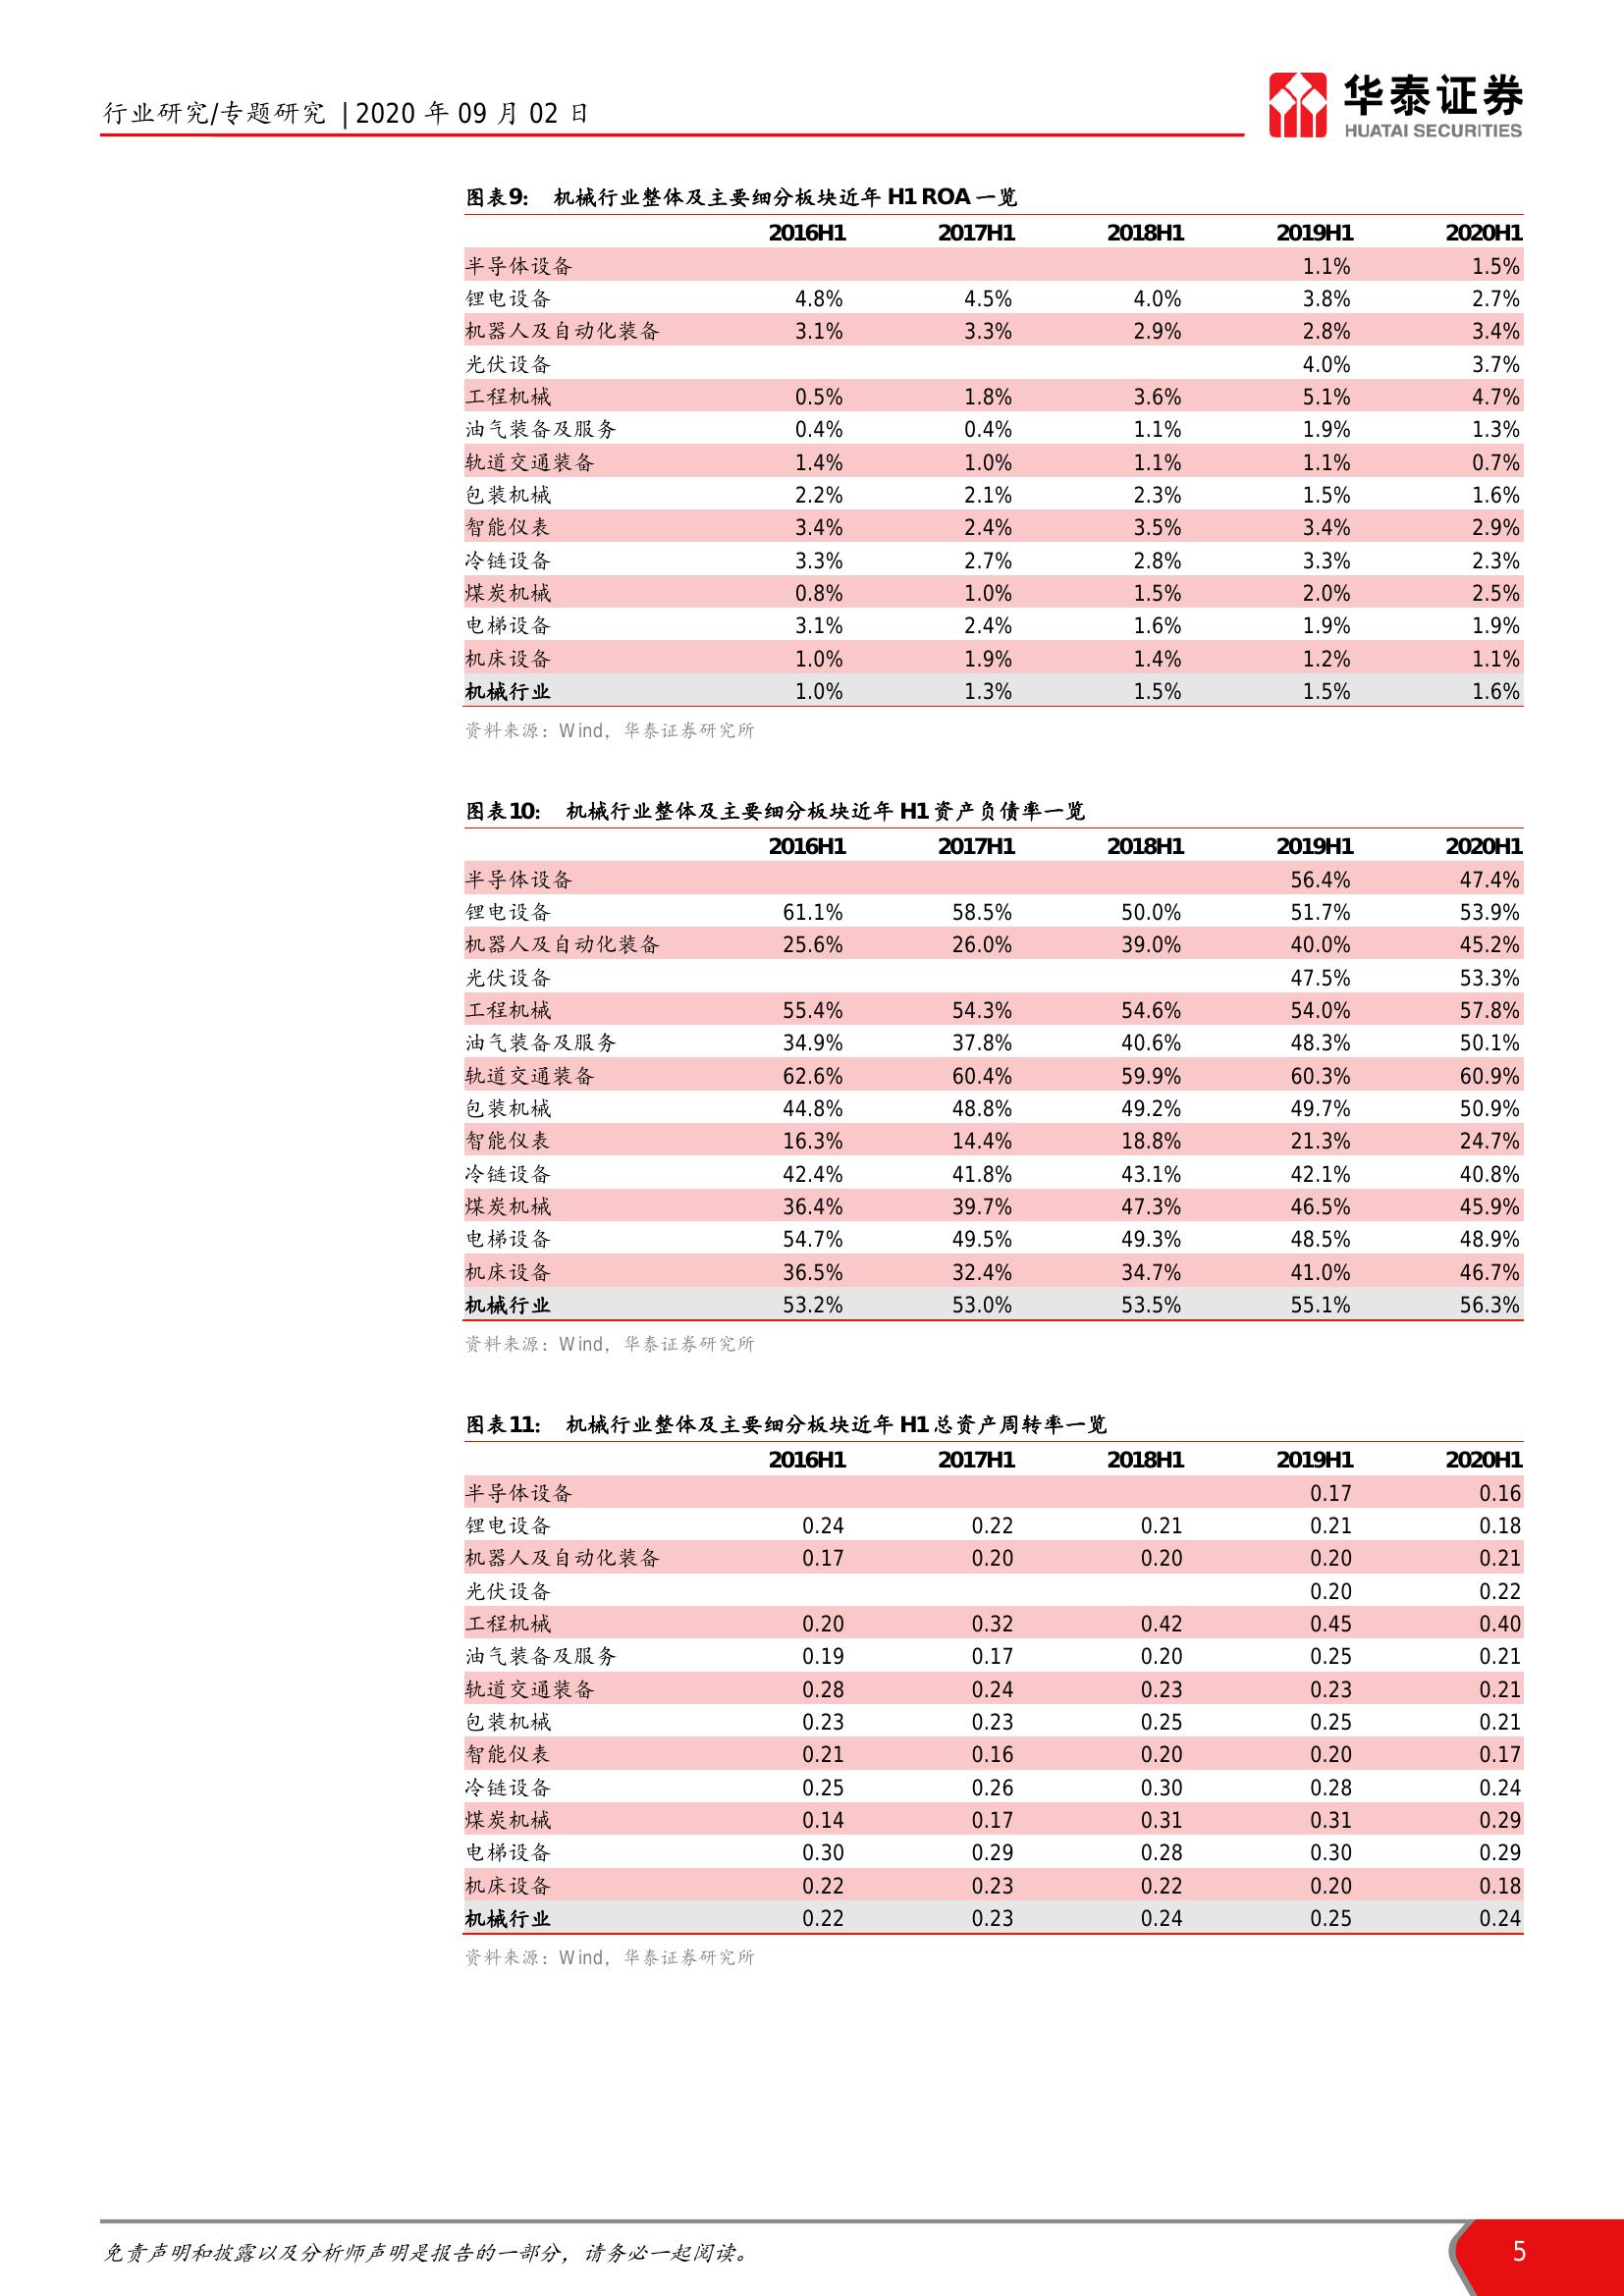 行业研究/专题研究 | 2020 年 09 月 02 日
华泰证券
HUATAI SECURITIES
图表9: 机械行业整体及主要细分板块近年 H1 ROA 一览
2016H1 2017H1 2018H1 2019H1 2020H1
半导体设备 1.1% 1.5%
锂电设备 4.8% 4.5% 4.0% 3.8% 2.7%
机器人及自动化装备 3.1% 3.3% 2.9% 2.8% 3.4%
光伏设备 4.0% 3.7%
工程机械 0.5% 1.8% 3.6% 5.1% 4.7%
油气装备及服务 0.4% 0.4% 1.1% 1.9% 1.3%
轨道交通装备 1.4% 1.0% 1.1% 1.1% 0.7%
包装机械 2.2% 2.1% 2.3% 1.5% 1.6%
智能仪表 3.4% 2.4% 3.5% 3.4% 2.9%
冷链设备 3.3% 2.7% 2.8% 3.3% 2.3%
煤炭机械 0.8% 1.0% 1.5% 2.0% 2.5%
电梯设备 3.1% 2.4% 1.6% 1.9% 1.9%
机床设备 1.0% 1.9% 1.4% 1.2% 1.1%
机械行业 1.0% 1.3% 1.5% 1.5% 1.6%
资料来源：Wind，华泰证券研究所
图表10: 机械行业整体及主要细分板块近年 H1 资产负债率一览
2016H1 2017H1 2018H1 2019H1 2020H1
半导体设备 56.4% 47.4%
锂电设备 61.1% 58.5% 50.0% 51.7% 53.9%
机器人及自动化装备 25.6% 26.0% 39.0% 40.0% 45.2%
光伏设备 47.5% 53.3%
工程机械 55.4% 54.3% 54.6% 54.0% 57.8%
油气装备及服务 34.9% 37.8% 40.6% 48.3% 50.1%
轨道交通装备 62.6% 60.4% 59.9% 60.3% 60.9%
包装机械 44.8% 48.8% 49.2% 49.7% 50.9%
智能仪表 16.3% 14.4% 18.8% 21.3% 24.7%
冷链设备 42.4% 41.8% 43.1% 42.1% 40.8%
煤炭机械 36.4% 39.7% 47.3% 46.5% 45.9%
电梯设备 54.7% 49.5% 49.3% 48.5% 48.9%
机床设备 36.5% 32.4% 34.7% 41.0% 46.7%
机械行业 53.2% 53.0% 53.5% 55.1% 56.3%
资料来源：Wind，华泰证券研究所
图表11: 机械行业整体及主要细分板块近年 H1 总资产周转率一览
2016H1 2017H1 2018H1 2019H1 2020H1
半导体设备 0.17 0.16
锂电设备 0.24 0.22 0.21 0.21 0.18
机器人及自动化装备 0.17 0.20 0.20 0.20 0.21
光伏设备 0.20 0.22
工程机械 0.20 0.32 0.42 0.45 0.40
油气装备及服务 0.19 0.17 0.20 0.25 0.21
轨道交通装备 0.28 0.24 0.23 0.23 0.21
包装机械 0.23 0.23 0.25 0.25 0.21
智能仪表 0.21 0.16 0.20 0.20 0.17
冷链设备 0.25 0.26 0.30 0.28 0.24
煤炭机械 0.14 0.17 0.31 0.31 0.29
电梯设备 0.30 0.29 0.28 0.30 0.29
机床设备 0.22 0.23 0.22 0.20 0.18
机械行业 0.22 0.23 0.24 0.25 0.24
资料来源：Wind，华泰证券研究所
免责声明和披露以及分析师声明是报告的一部分，请务必一起阅读。
5